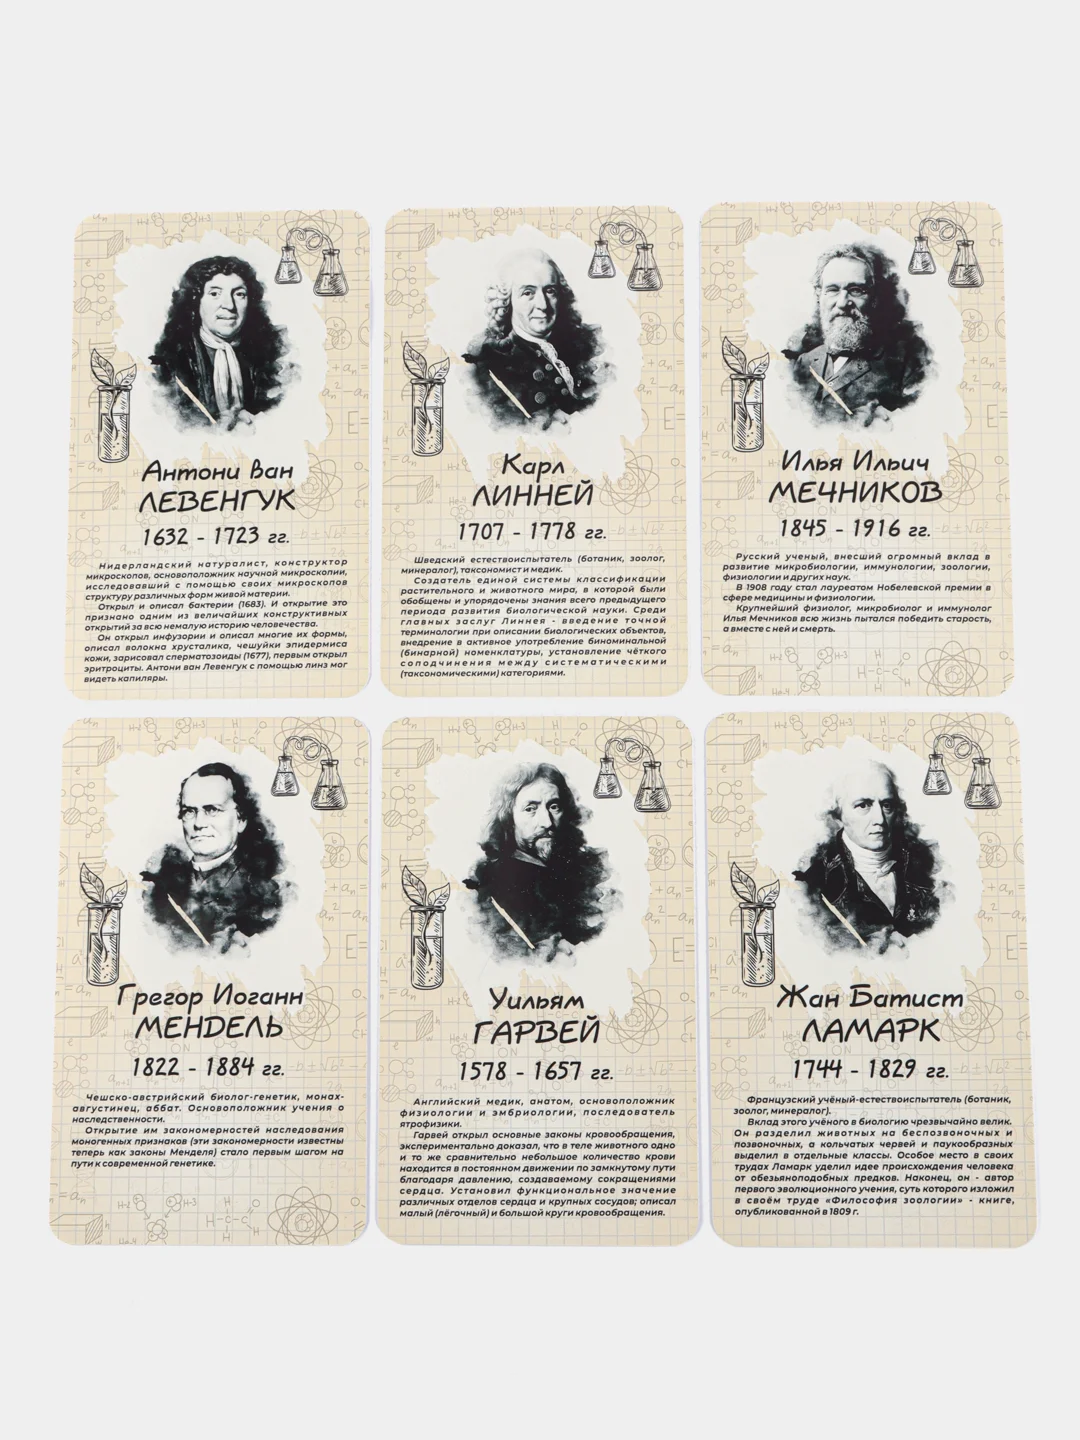 Антони ван
ЛЕВЕНГУК
1632 - 1723 гг.
Нидерландский натуралист, конструктор
микроскопов, основоположник научной микроскопии,
исследовавший с помощью своих микроскопов
структуру различных форм живой материи.
Открыл и описал бактерии (1683). И открытие это
признано одним из величайших конструктивных
открытий за всю немалую историю человечества.
Он открыл инфузории и описал многие их формы,
описал волокна хрусталика, чешуйки эпидермиса
кожи, зарисовал сперматозоиды (1677), первым открыл
эритроциты. Антони ван Левенгук с помощью линз мог
видеть капиляры.
Карл
ЛИННЕЙ
1707 - 1778 гг.
Шведский естествоиспытатель (ботаник, зоолог,
минералог), таксономист и медик.
Создатель единой системы классификации
растительного и животного мира, в которой были
обобщены и упорядочены знания всего предыдущего
периода развития биологической науки. Среди
главных заслуг Линнея - введение точной
терминологии при описании биологических объектов,
внедрение в активное употребление биноминальной
(бинарной) номенклатуры, установление чёткого
соподчинения между систематическими
(таксономическими) категориями.
Илья Ильич
МЕЧНИКОВ
1845 - 1916 гг.
Русский ученый, внесший огромный вклад в
развитие микробиологии, иммунологии, зоологии,
физиологии и других наук.
В 1908 году стал лауреатом Нобелевской премии в
сфере медицины и физиологии.
Крупнейший физиолог, микробиолог и иммунолог
Илья Мечников всю жизнь пытался победить старость,
а вместе с ней и смерть.
Грегор Иоганн
МЕНДЕЛЬ
1822 - 1884 гг.
Чешско-австрийский биолог-генетик, монах-
августинец, аббат. Основоположник учения о
наследственности.
Открытие им закономерностей наследования
моногенных признаков (эти закономерности известны
теперь как законы Менделя) стало первым шагом на
пути к современной генетике.
Уильям
ГАРВЕЙ
1578 - 1657 гг.
Английский медик, анатом, основоположник
физиологии и эмбриологии, последователь
ятрофизики.
Гарвей открыл основные законы кровообращения,
экспериментально доказал, что в теле животного одно
и то же сравнительно небольшое количество крови
находится в постоянном движении по замкнутому пути
благодаря давлению, создаваемому сокращениями
сердца. Установил функциональное значение
различных отделов сердца и крупных сосудов; описал
малый (лёгочный) и большой круги кровообращения.
Жан Батист
ЛАМАРК
1744 - 1829 гг.
Французский учёный-естествоиспытатель (ботаник,
зоолог, минералог).
Вклад этого учёного в биологию чрезвычайно велик.
Он разделил животных на беспозвоночных и
позвоночных, а кольчатых червей и паукообразных
выделил в отдельные классы. Особое место в своих
трудах Ламарк уделил идее происхождения человека
от обезьяноподобных предков. Наконец, он - автор
первого эволюционного учения, суть которого изложил
в своём труде «Философия зоологии» - книге,
опубликованной в 1809 г.